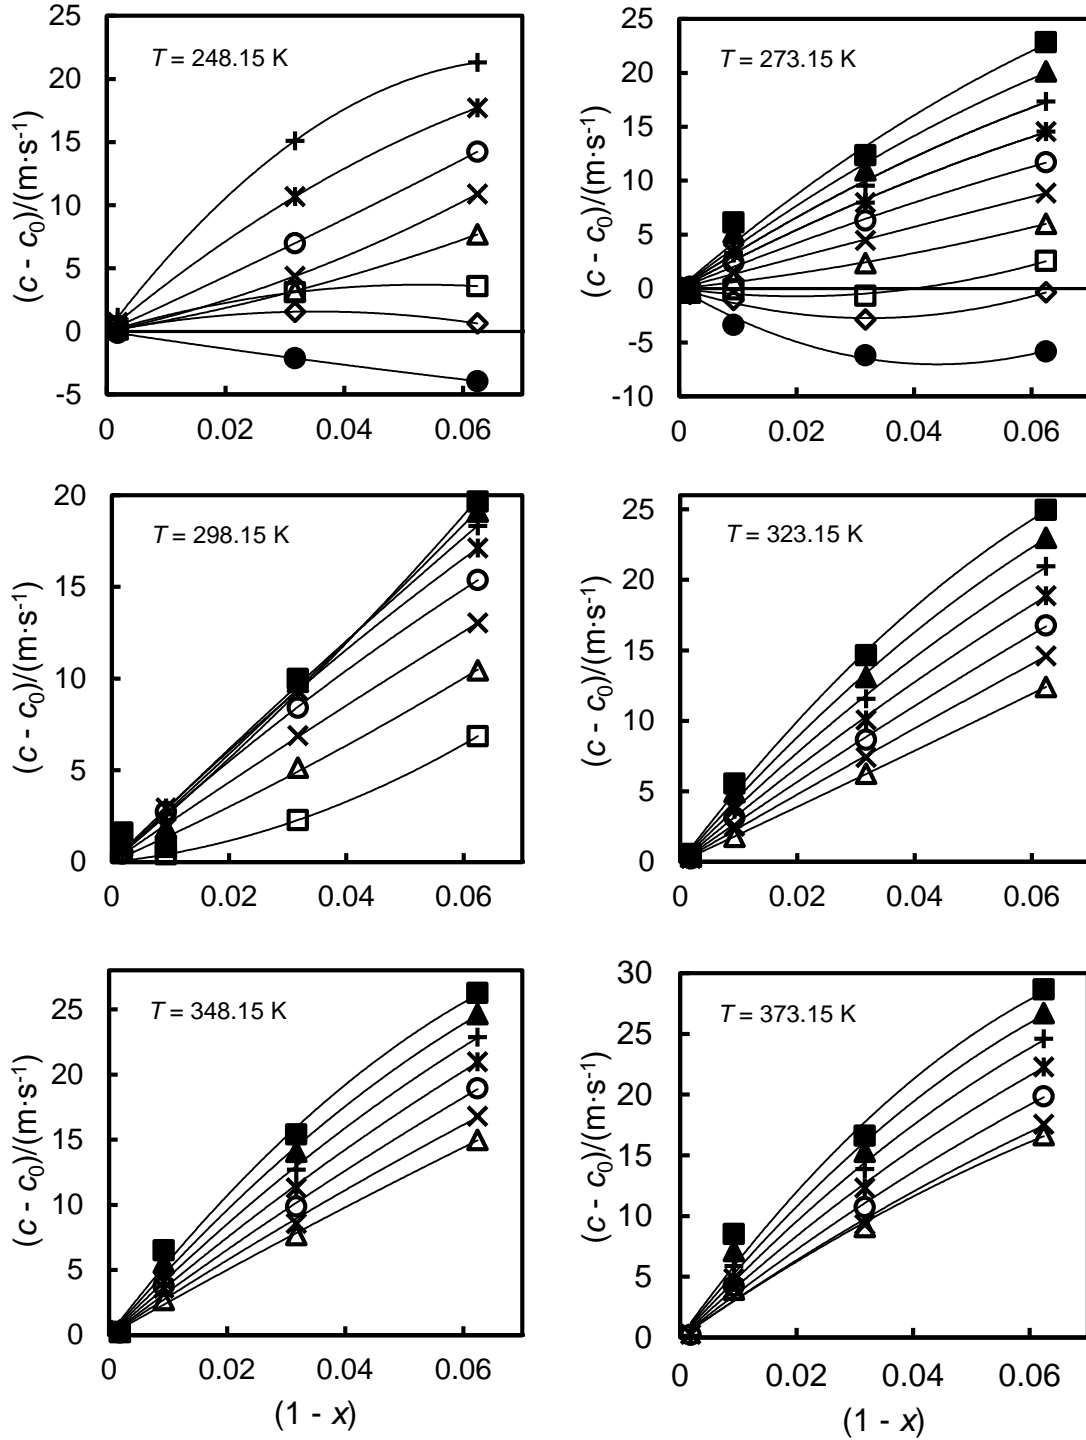 T = 248.15 K
(c - c₀)/(m·s⁻¹)
25
20
15
10
5
0
-5
0 0.02 0.04 0.06
T = 273.15 K
(c - c₀)/(m·s⁻¹)
25
20
15
10
5
0
-5
-10
0 0.02 0.04 0.06
T = 298.15 K
(c - c₀)/(m·s⁻¹)
20
15
10
5
0
0 0.02 0.04 0.06
T = 323.15 K
(c - c₀)/(m·s⁻¹)
25
20
15
10
5
0
0 0.02 0.04 0.06
T = 348.15 K
(c - c₀)/(m·s⁻¹)
25
20
15
10
5
0
0 0.02 0.04 0.06
(1 - x)
T = 373.15 K
(c - c₀)/(m·s⁻¹)
30
25
20
15
10
5
0
0 0.02 0.04 0.06
(1 - x)